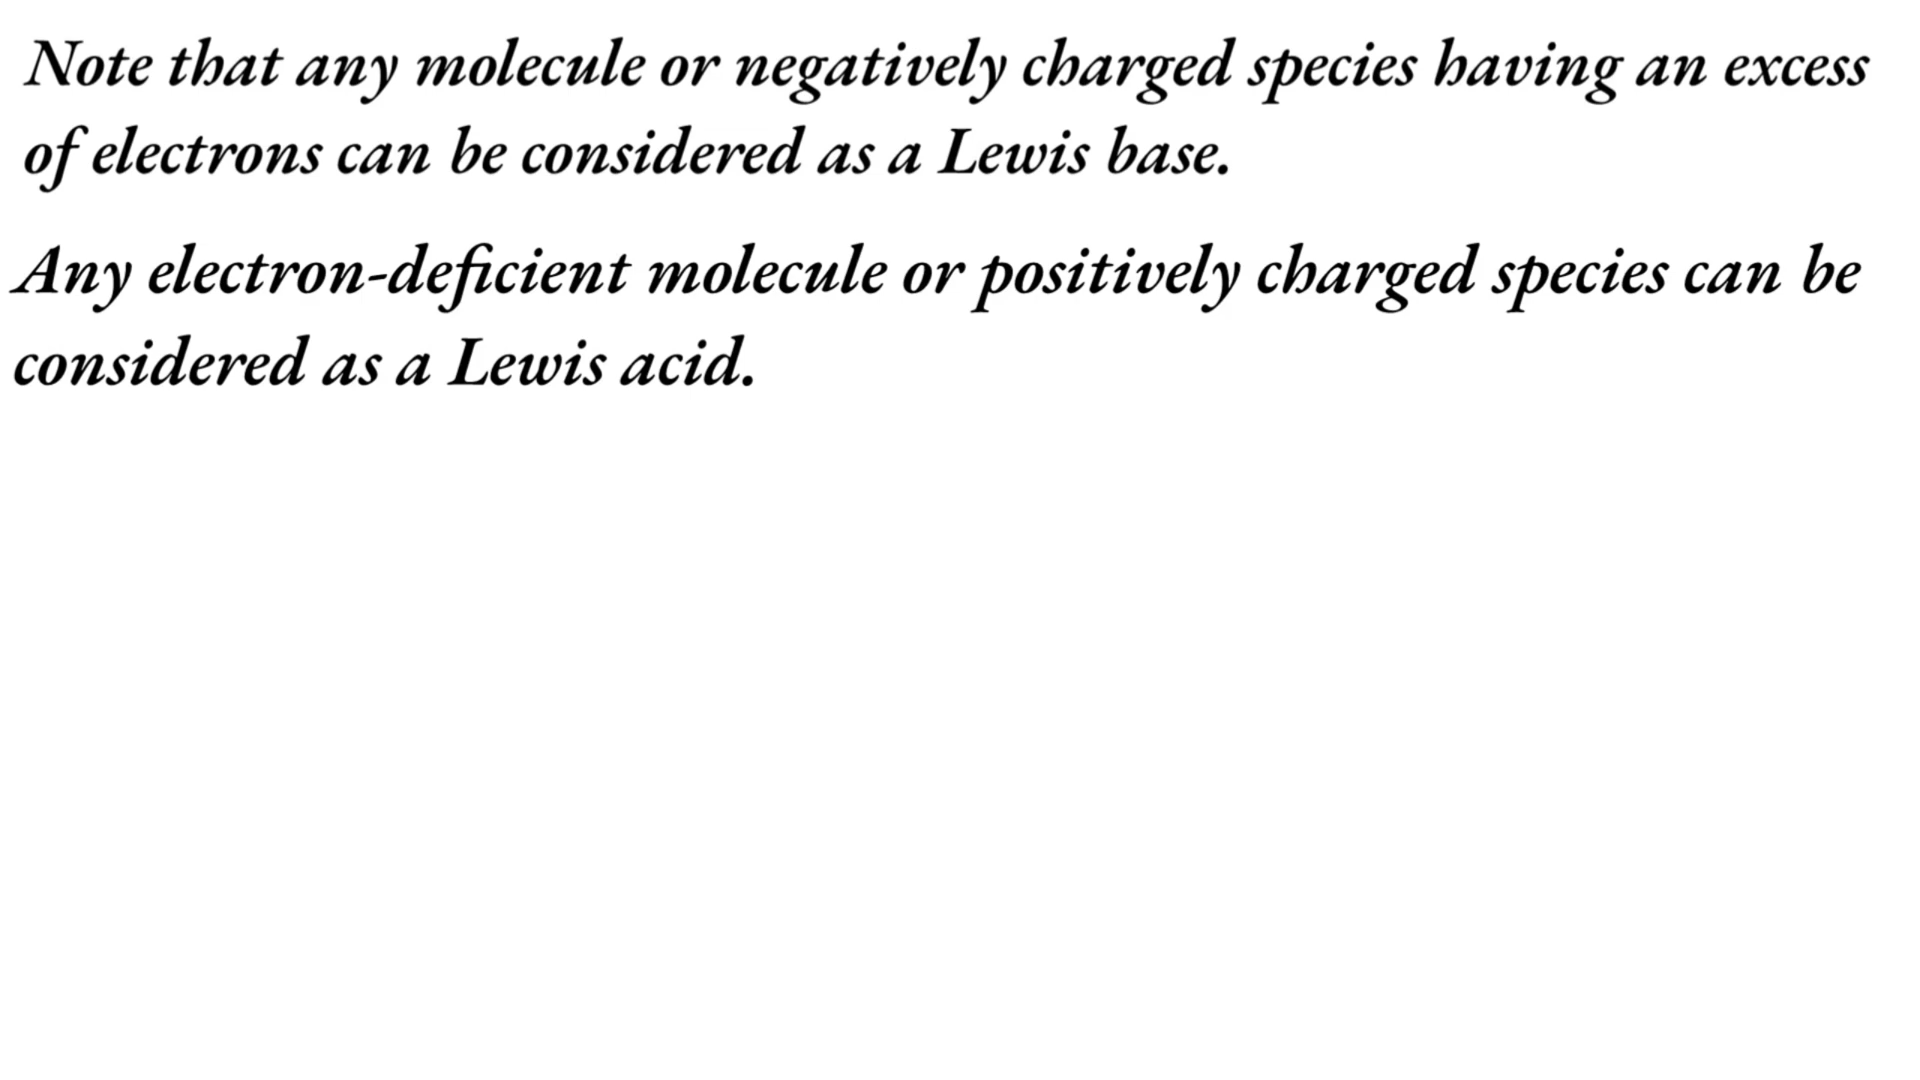 Note that any molecule or negatively charged species having an excess
of electrons can be considered as a Lewis base.
Any electron-deficient molecule or positively charged species can be
considered as a Lewis acid.